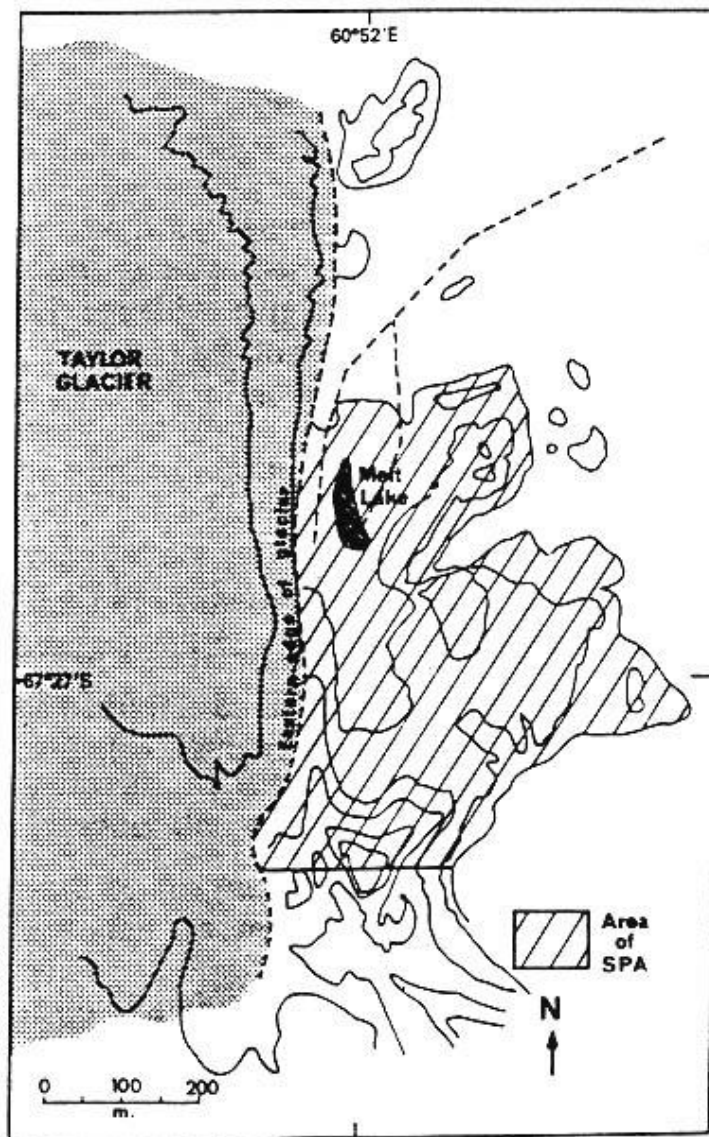 60°52'E
TAYLOR
GLACIER
Melt
Lake
Eastern edge of glacier
67°27'S
Area
of
SPA
N
0 100 200
m.